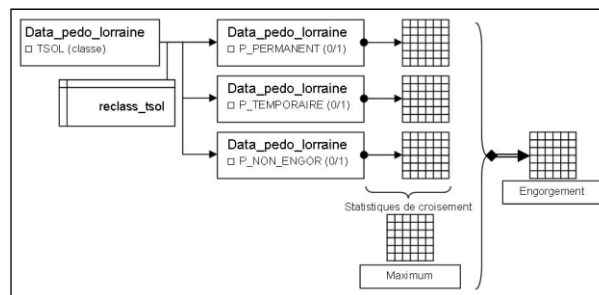 Data_pedo_lorraine
TSOL (classe)
reclass_tsol
Data_pedo_lorraine
P_PERMANENT (0/1)
Data_pedo_lorraine
P_TEMPORAIRE (0/1)
Data_pedo_lorraine
P_NON_ENGOR (0/1)
Statistiques de croisement
Maximum
Engorgement